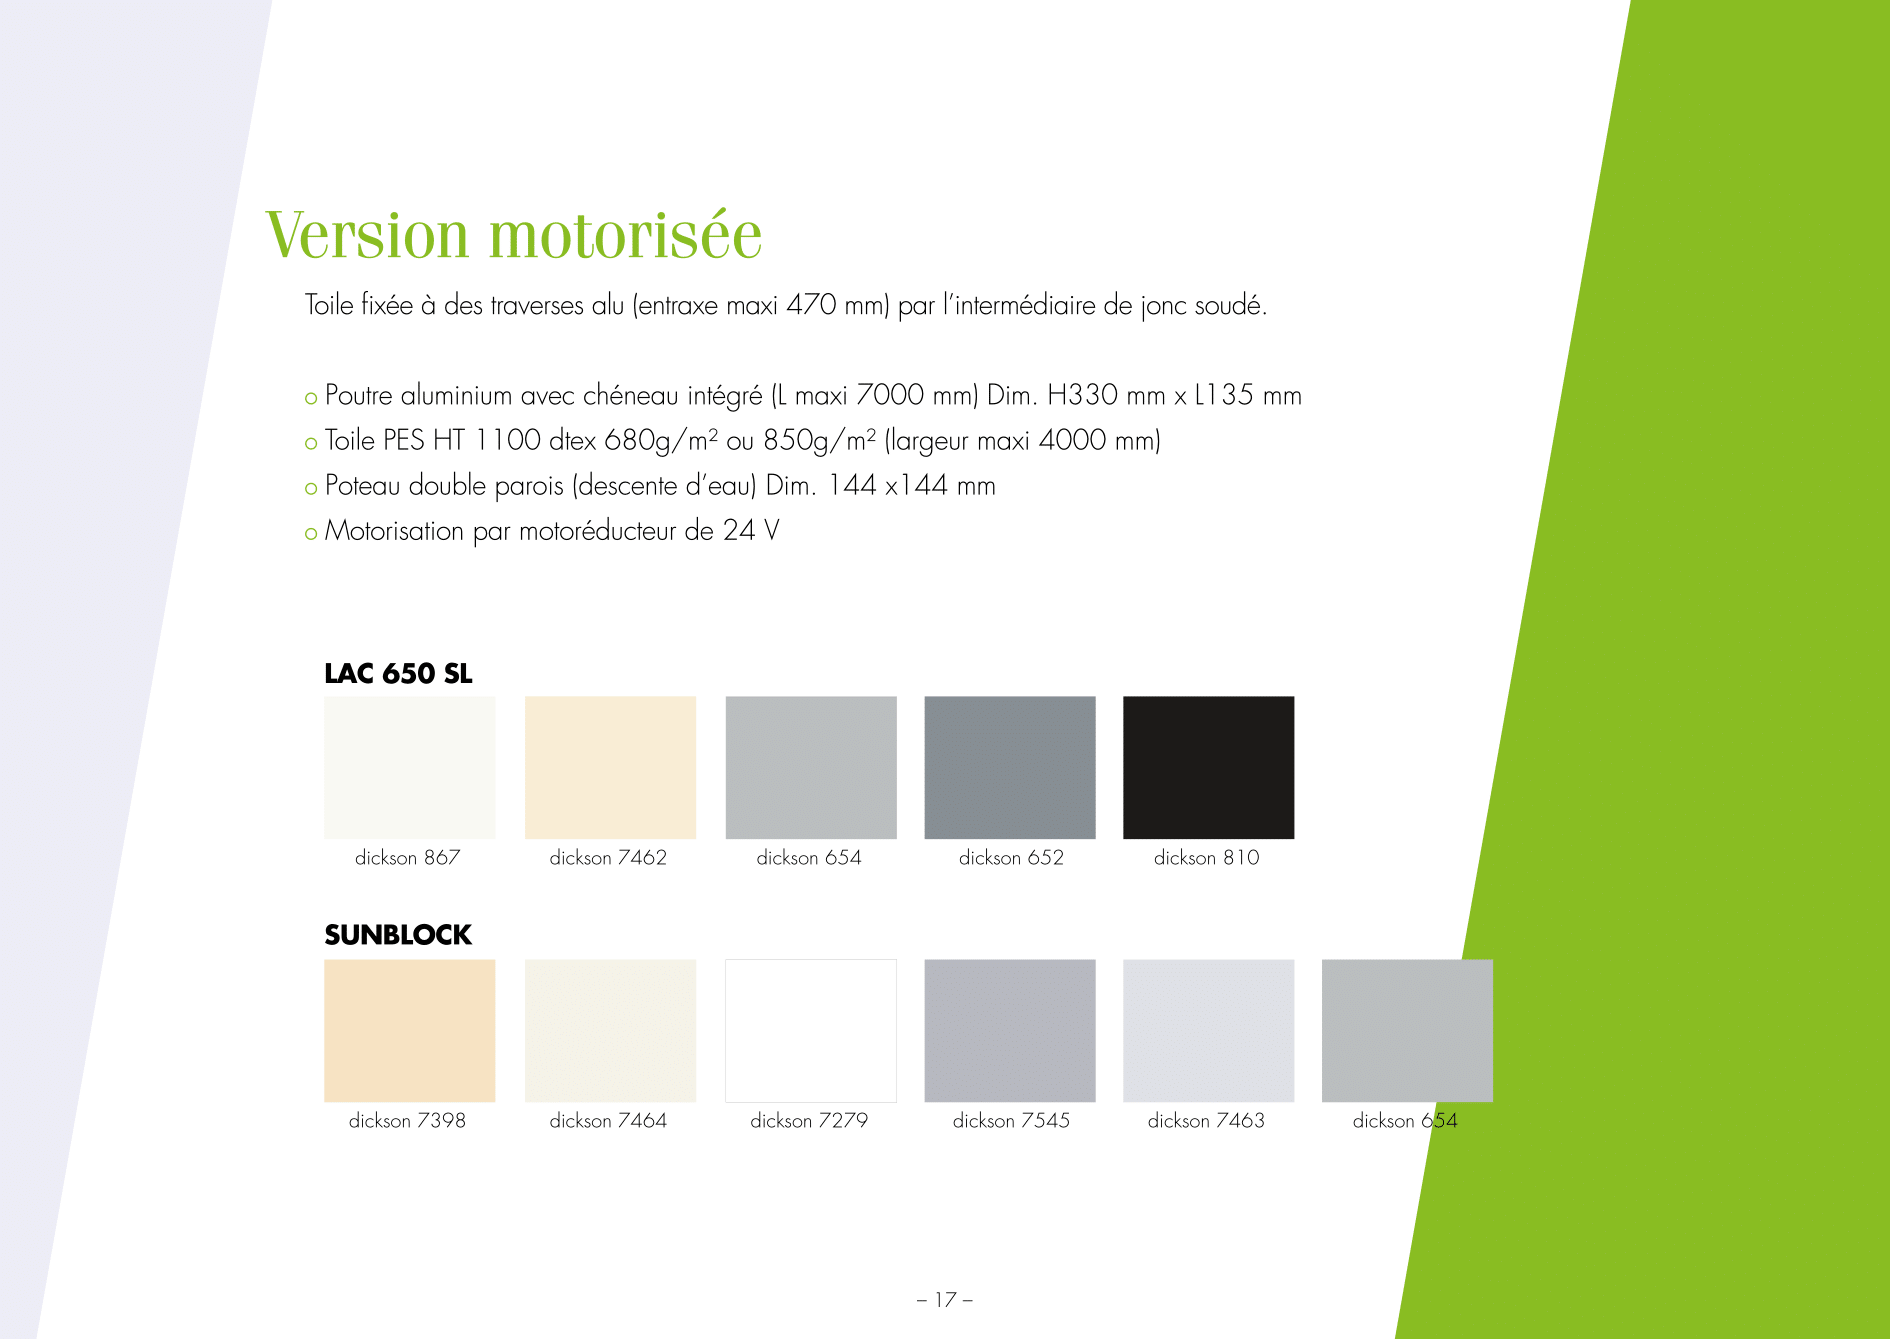 Version motorisée
Toile fixée à des traverses alu (entraxe maxi 470 mm) par l’intermédiaire de jonc soudé.
o Poutre aluminium avec chéneau intégré (L maxi 7000 mm) Dim. H330 mm x L135 mm
o Toile PES HT 1100 dtex 680g/m² ou 850g/m² (largeur maxi 4000 mm)
o Poteau double parois (descente d’eau) Dim. 144 x144 mm
o Motorisation par motoréducteur de 24 V
LAC 650 SL
dickson 867 dickson 7462 dickson 654 dickson 652 dickson 810
SUNBLOCK
dickson 7398 dickson 7464 dickson 7279 dickson 7545 dickson 7463 dickson 654
– 17 –